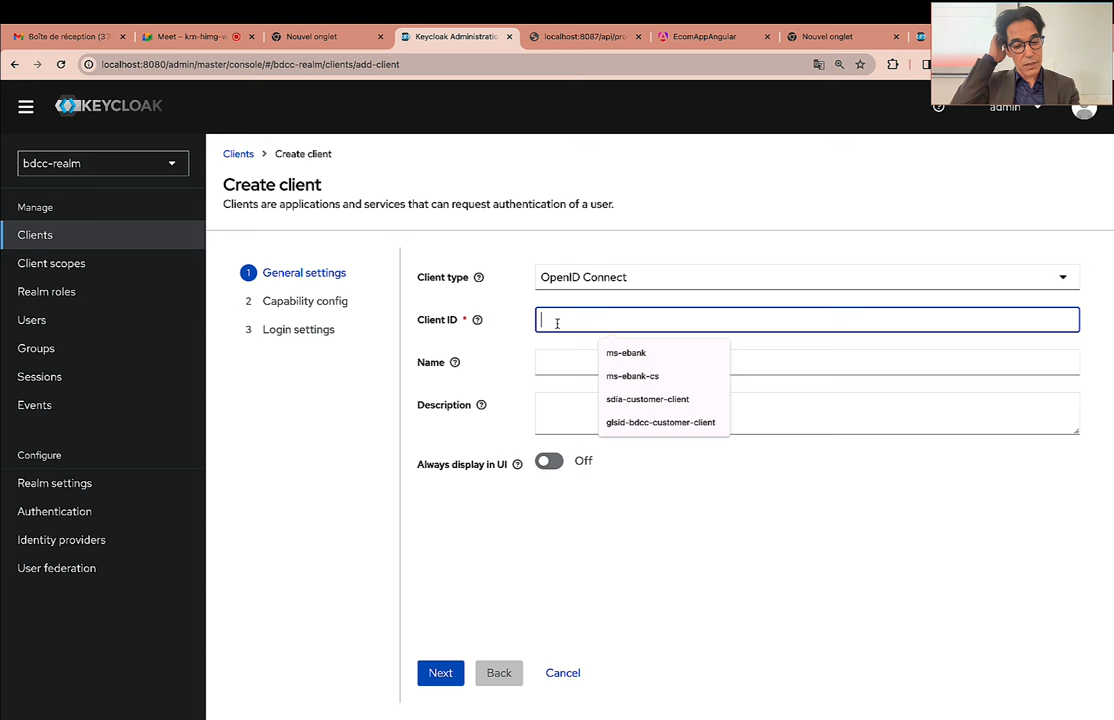 Boîte de réception (3 7
Meet – krn-himg-v
Nouvel onglet
Keycloak Administratio
localhost:8087/api/pro
EcomAppAngular
Nouvel onglet
localhost:8080/admin/master/console/#/bdcc-realm/clients/add-client
KEYCLOAK
admin
bdcc-realm
Manage
Clients
Client scopes
Realm roles
Users
Groups
Sessions
Events
Configure
Realm settings
Authentication
Identity providers
User federation
Clients > Create client
Create client
Clients are applications and services that can request authentication of a user.
1 General settings
2 Capability config
3 Login settings
Client type
OpenID Connect
Client ID *
ms-ebank
ms-ebank-cs
sdia-customer-client
glsid-bdcc-customer-client
Name
Description
Always display in UI
Off
Next
Back
Cancel